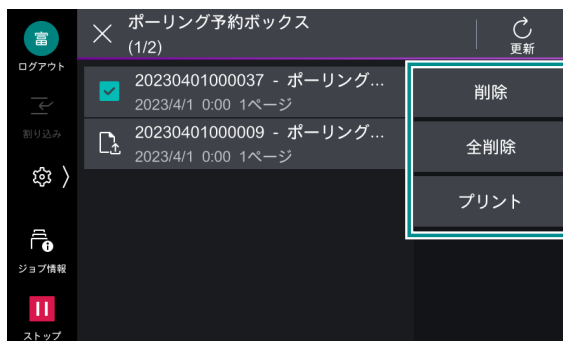 富
ログアウト
割り込み
ジョブ情報
ストップ
ポーリング予約ボックス
(1/2)
更新
20230401000037 - ポーリング...
2023/4/1 0:00 1ページ
20230401000009 - ポーリング...
2023/4/1 0:00 1ページ
削除
全削除
プリント